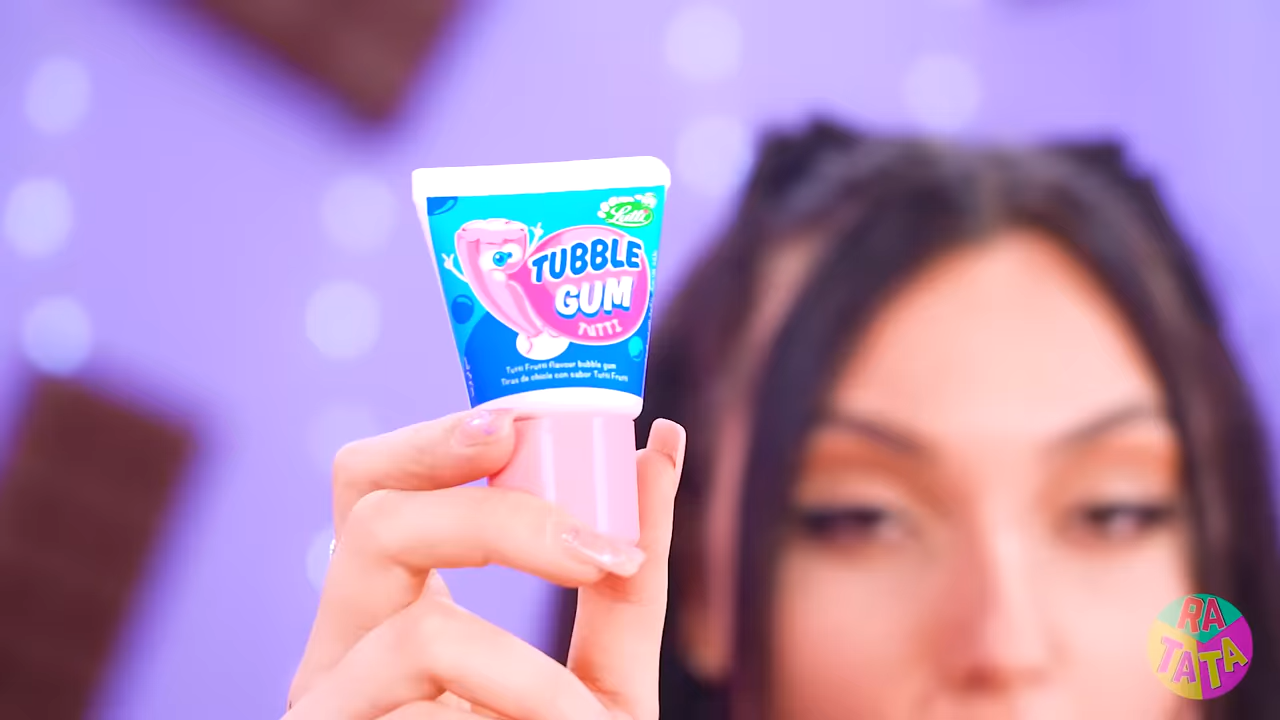 Lutti
TUBBLE
GUM
TUTTI
Tutti Frutti flavour bubble gum
Tiras de chicle con sabor Tutti Frutti
RA
TATA